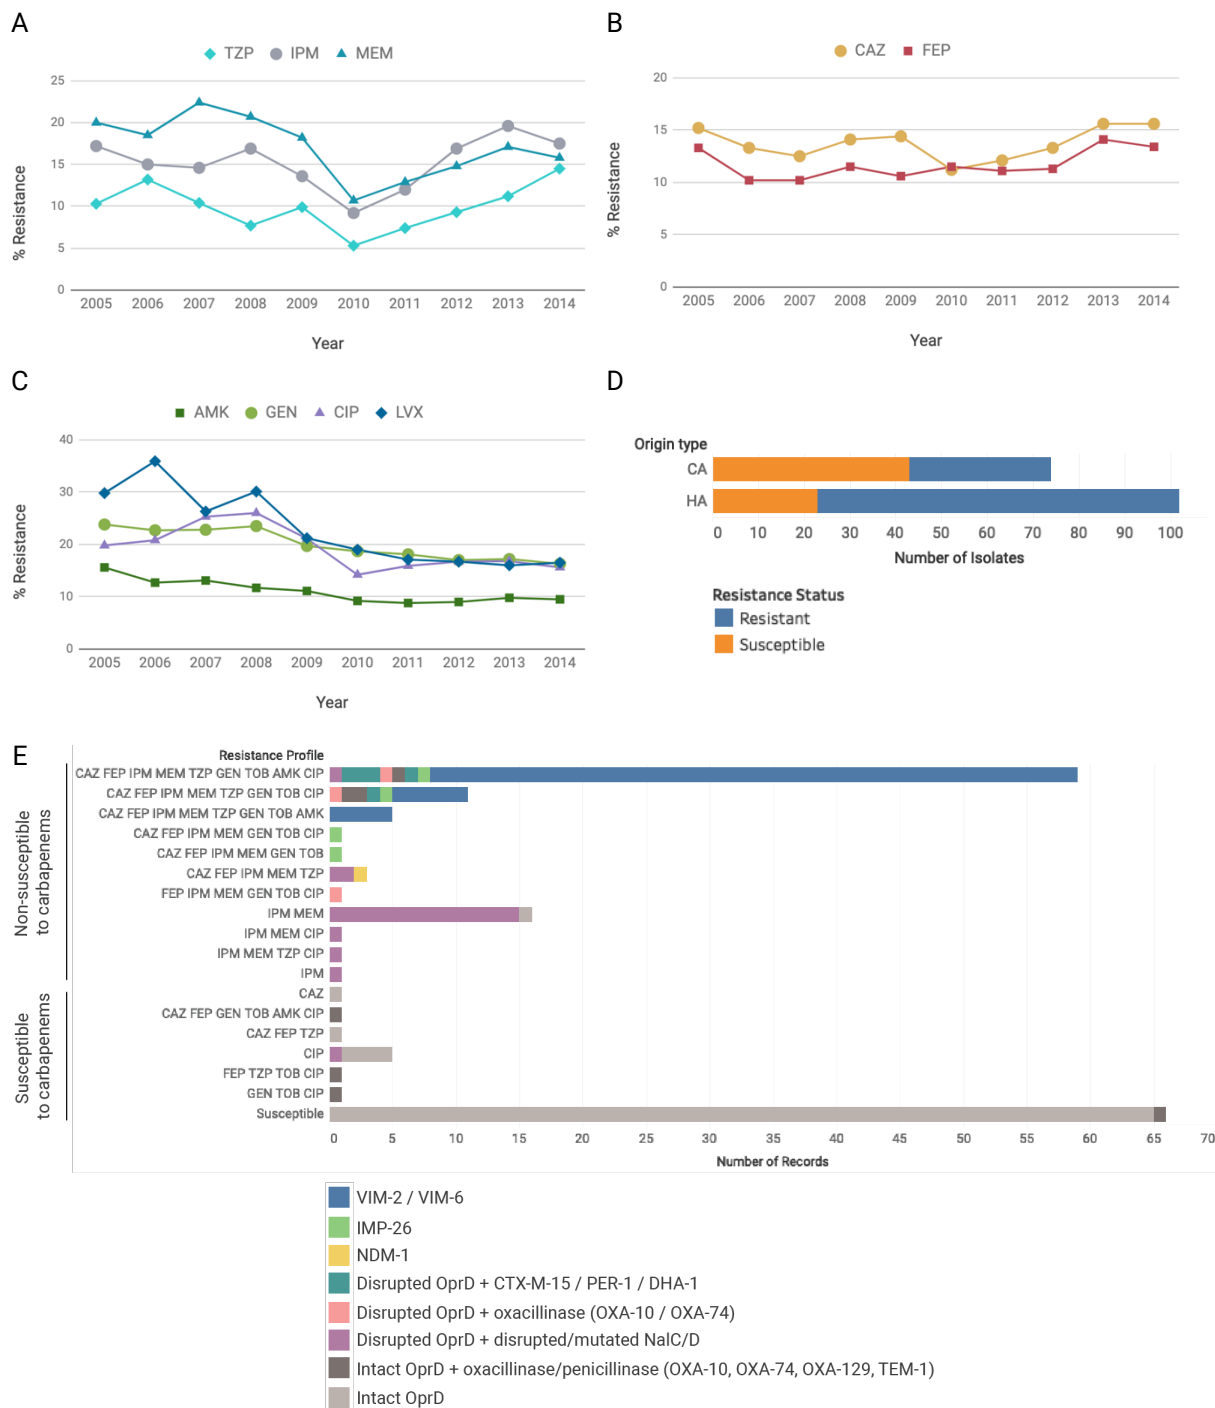 A
TZP IPM MEM
25
20
15
10
5
0
% Resistance
2005 2006 2007 2008 2009 2010 2011 2012 2013 2014
Year
B
CAZ FEP
20
15
10
5
0
% Resistance
2005 2006 2007 2008 2009 2010 2011 2012 2013 2014
Year
C
AMK GEN CIP LVX
40
30
20
10
0
% Resistance
2005 2006 2007 2008 2009 2010 2011 2012 2013 2014
Year
D
Origin type
CA
HA
0 10 20 30 40 50 60 70 80 90 100
Number of Isolates
Resistance Status
Resistant
Susceptible
E
Resistance Profile
Non-susceptible
to carbapenems
CAZ FEP IPM MEM TZP GEN TOB AMK CIP
CAZ FEP IPM MEM TZP GEN TOB CIP
CAZ FEP IPM MEM TZP GEN TOB AMK
CAZ FEP IPM MEM GEN TOB CIP
CAZ FEP IPM MEM GEN TOB
CAZ FEP IPM MEM TZP
FEP IPM MEM GEN TOB CIP
IPM MEM
IPM MEM CIP
IPM MEM TZP CIP
IPM
Susceptible
to carbapenems
CAZ
CAZ FEP GEN TOB AMK CIP
CAZ FEP TZP
CIP
FEP TZP TOB CIP
GEN TOB CIP
Susceptible
0 5 10 15 20 25 30 35 40 45 50 55 60 65 70
Number of Records
VIM-2 / VIM-6
IMP-26
NDM-1
Disrupted OprD + CTX-M-15 / PER-1 / DHA-1
Disrupted OprD + oxacillinase (OXA-10 / OXA-74)
Disrupted OprD + disrupted/mutated NalC/D
Intact OprD + oxacillinase/penicillinase (OXA-10, OXA-74, OXA-129, TEM-1)
Intact OprD